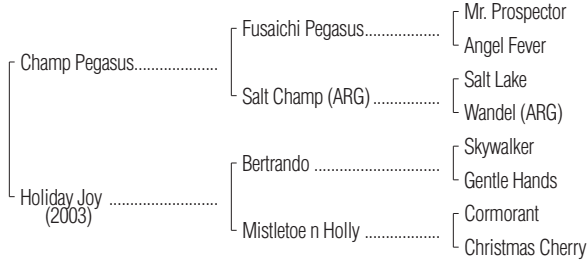 Mr. Prospector
Fusaichi Pegasus
Angel Fever
Champ Pegasus
Salt Lake
Salt Champ (ARG)
Wandel (ARG)
Skywalker
Bertrando
Gentle Hands
Holiday Joy
(2003)
Cormorant
Mistletoe n Holly
Christmas Cherry